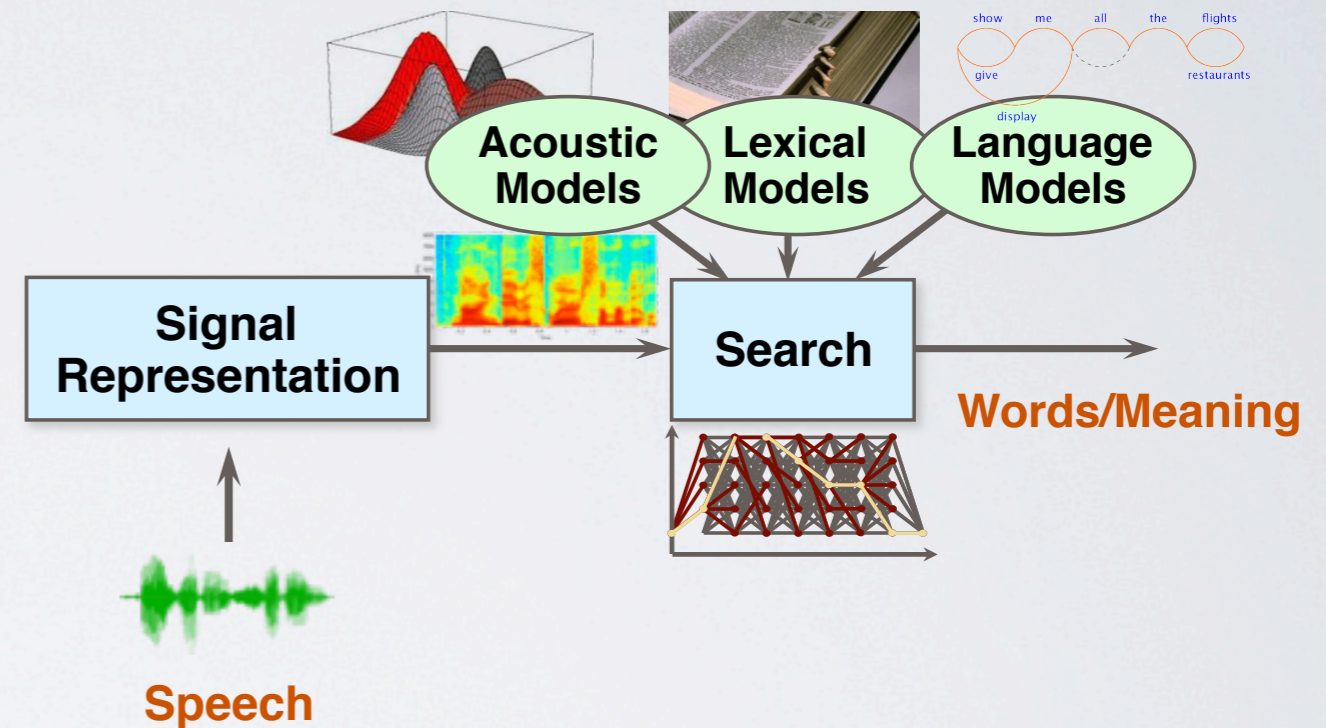 show me all the flights
give restaurants
display
Acoustic
Models
Lexical
Models
Language
Models
Signal
Representation
Search
Words/Meaning
Speech